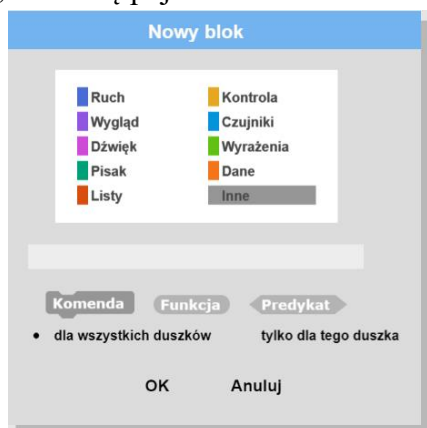 Nowy blok
Ruch Kontrola
Wygląd Czujniki
Dźwięk Wyrażenia
Pisak Dane
Listy Inne
Komenda Funkcja Predykat
• dla wszystkich duszków tylko dla tego duszka
OK Anuluj